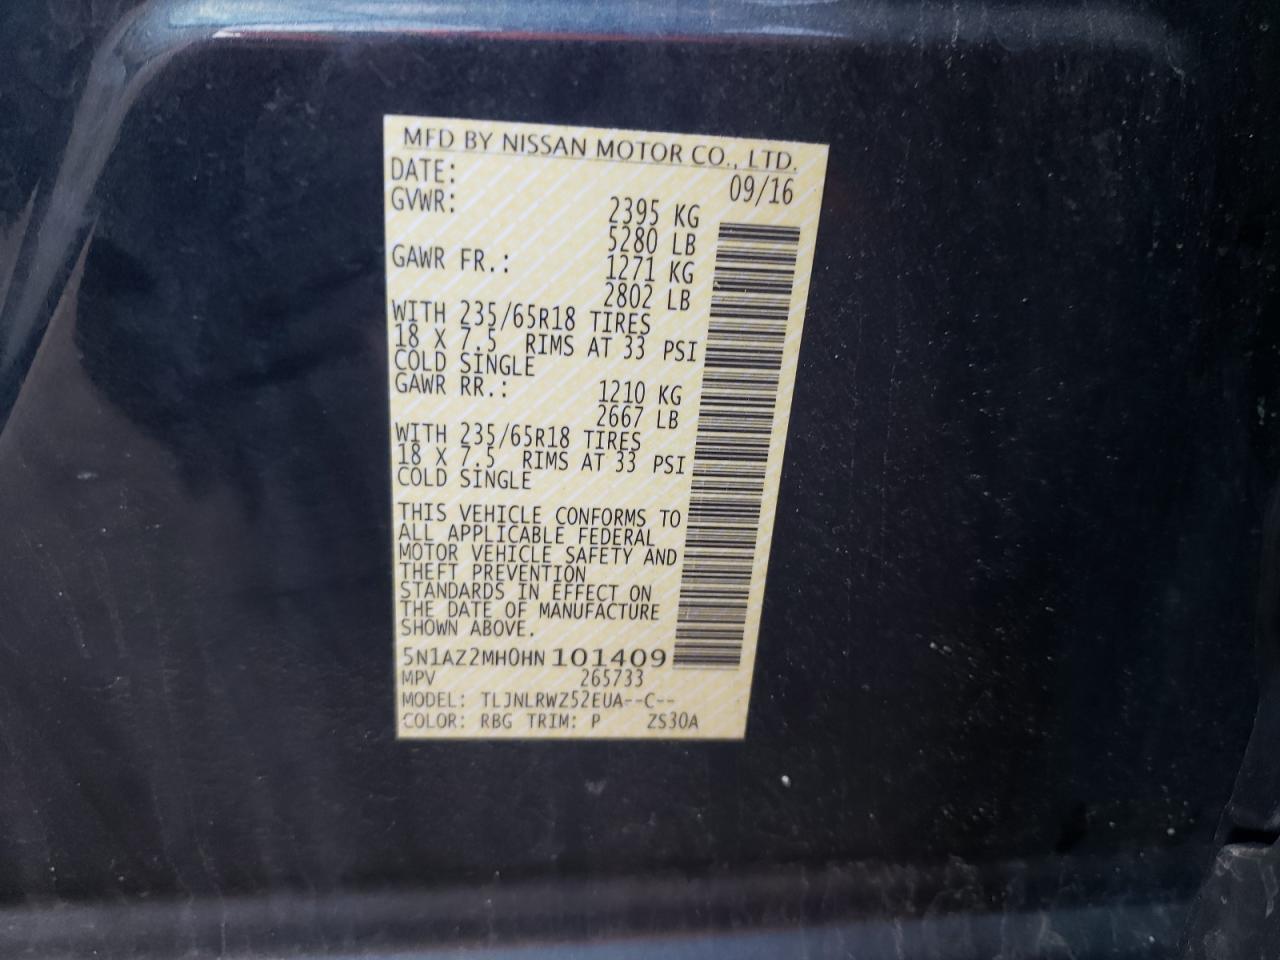 MFD BY NISSAN MOTOR CO., LTD.
DATE: 09/16
GVWR: 2395 KG
5280 LB
GAWR FR.: 1271 KG
2802 LB
WITH 235/65R18 TIRES
18 X 7.5 RIMS AT 33 PSI
COLD SINGLE
GAWR RR.: 1210 KG
2667 LB
WITH 235/65R18 TIRES
18 X 7.5 RIMS AT 33 PSI
COLD SINGLE
THIS VEHICLE CONFORMS TO
ALL APPLICABLE FEDERAL
MOTOR VEHICLE SAFETY AND
THEFT PREVENTION
STANDARDS IN EFFECT ON
THE DATE OF MANUFACTURE
SHOWN ABOVE.
5N1AZ2MH0HN101409
MPV 265733
MODEL: TLJNLRWZ52EUA--C--
COLOR: RBG TRIM: P ZS30A